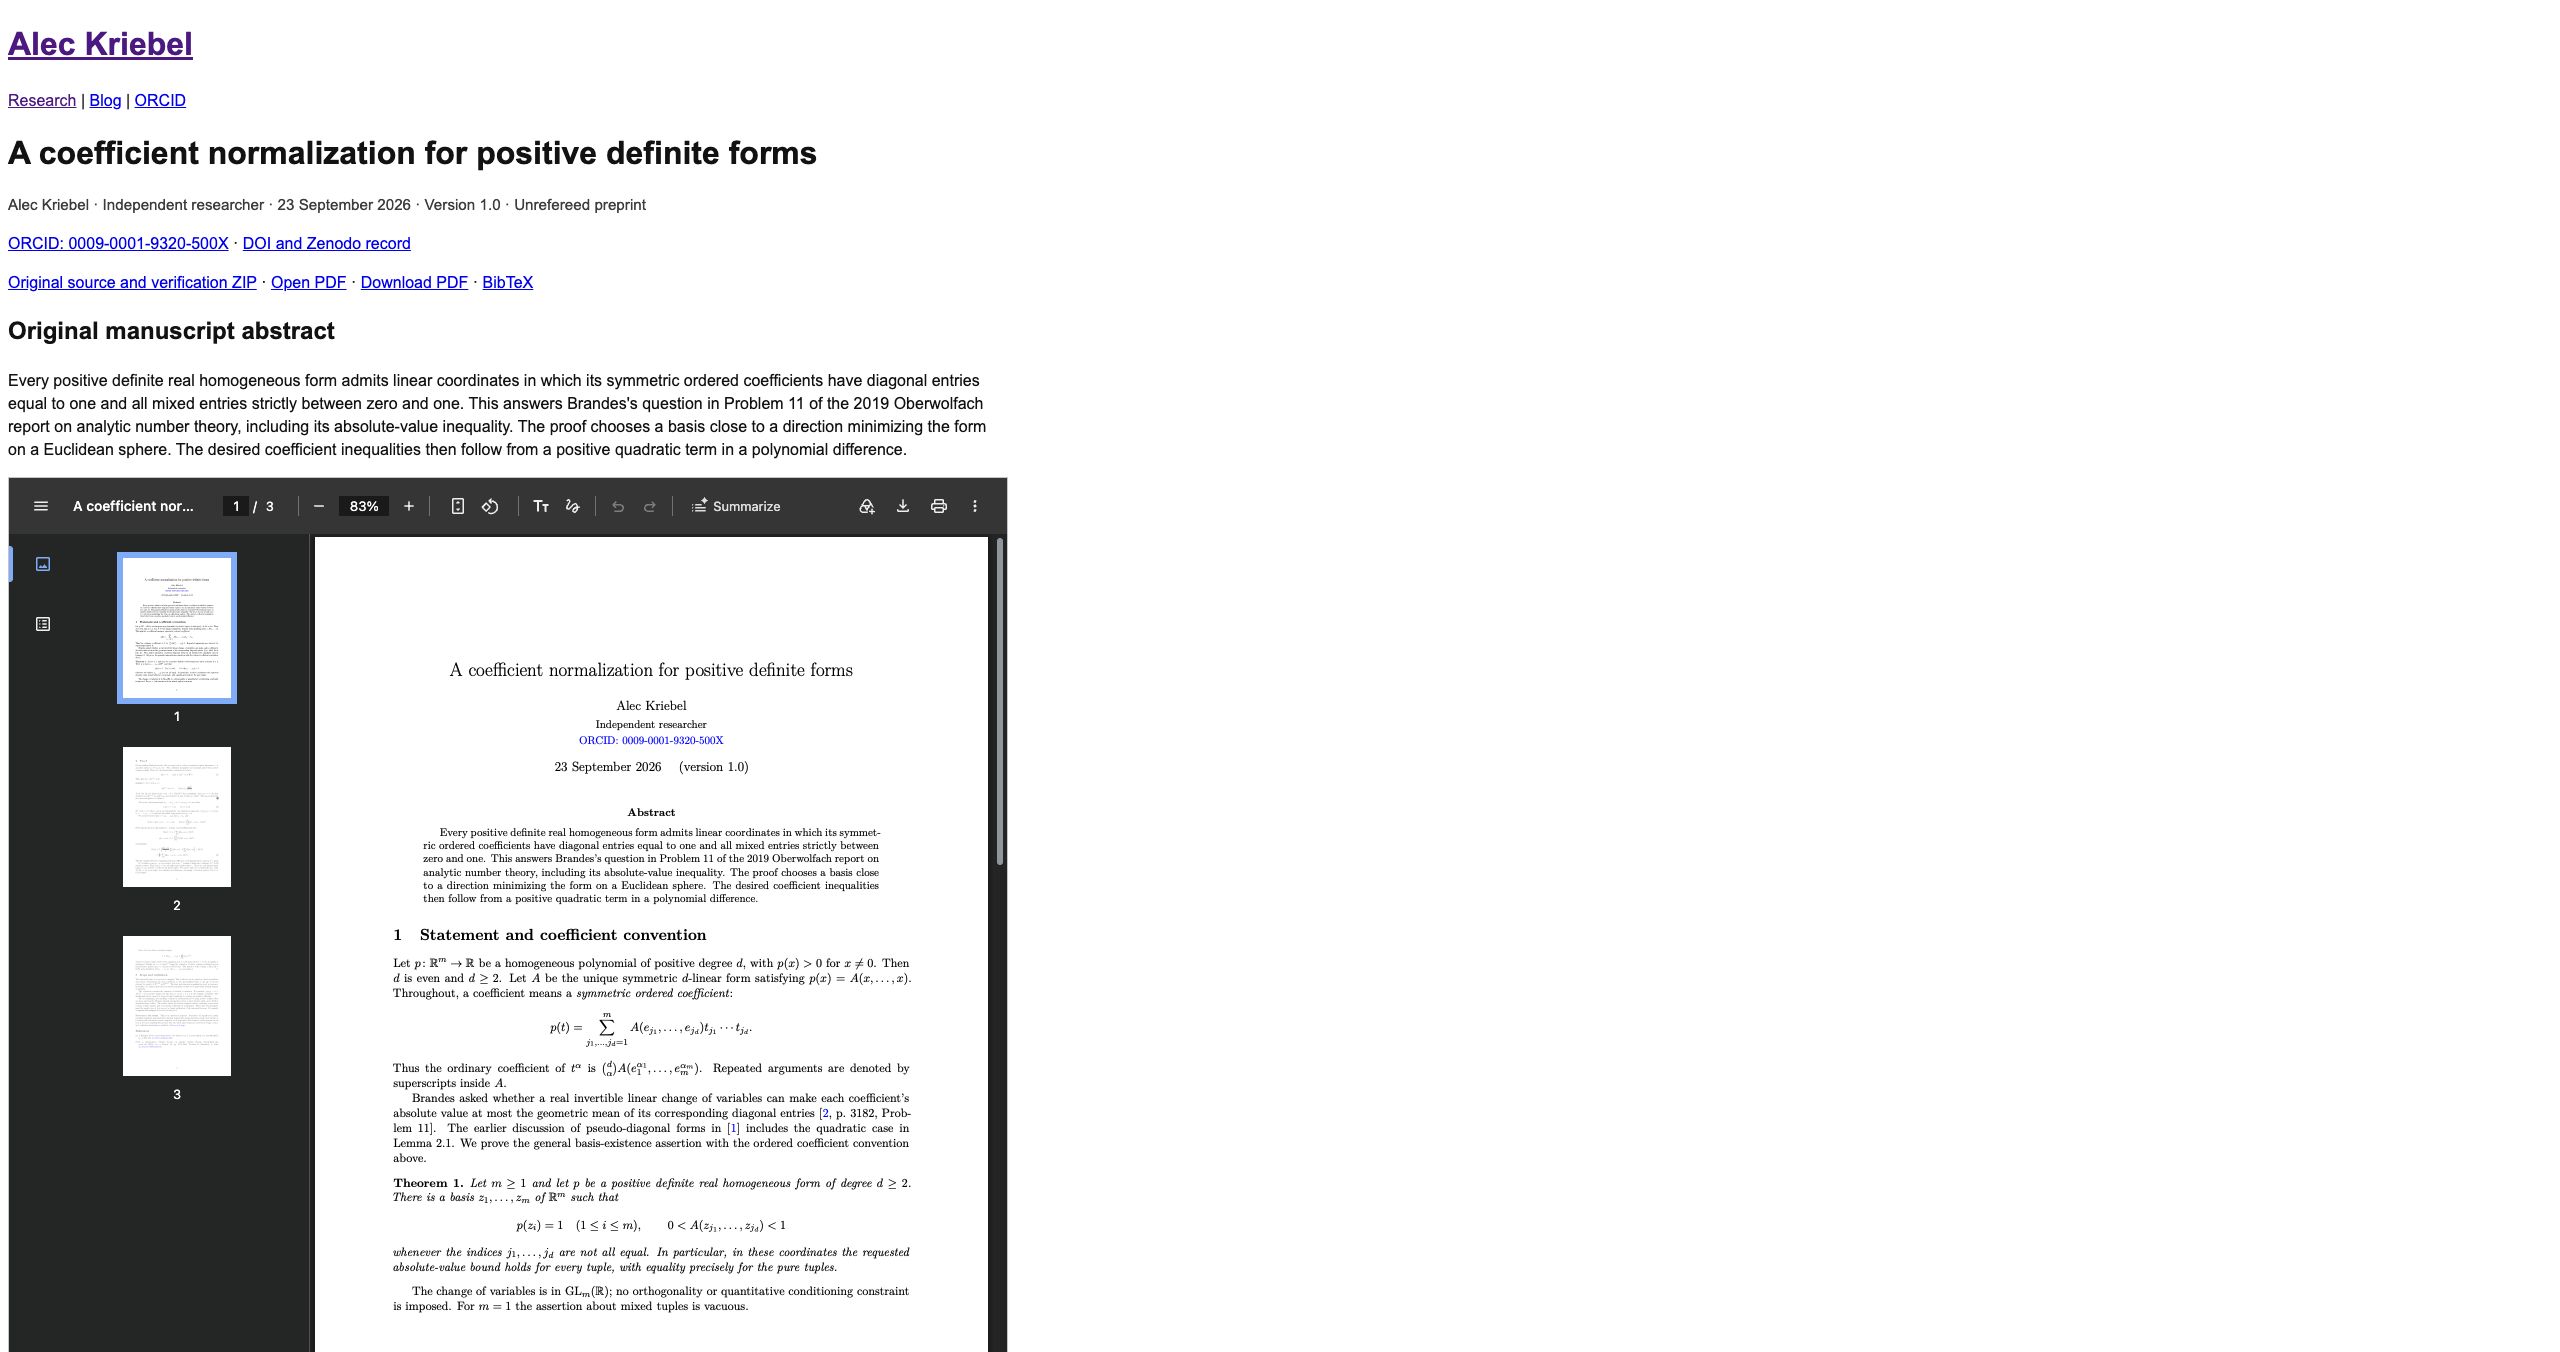 Alec Kriebel
Research | Blog | ORCID
A coefficient normalization for positive definite forms
Alec Kriebel · Independent researcher · 23 September 2026 · Version 1.0 · Unrefereed preprint
ORCID: 0009-0001-9320-500X · DOI and Zenodo record
Original source and verification ZIP · Open PDF · Download PDF · BibTeX
Original manuscript abstract
Every positive definite real homogeneous form admits linear coordinates in which its symmetric ordered coefficients have diagonal entries
equal to one and all mixed entries strictly between zero and one. This answers Brandes's question in Problem 11 of the 2019 Oberwolfach
report on analytic number theory, including its absolute-value inequality. The proof chooses a basis close to a direction minimizing the form
on a Euclidean sphere. The desired coefficient inequalities then follow from a positive quadratic term in a polynomial difference.
A coefficient nor... 1 / 3 − 83% + Summarize
1
2
3
A coefficient normalization for positive definite forms
Alec Kriebel
Independent researcher
ORCID: 0009-0001-9320-500X
23 September 2026 (version 1.0)
Abstract
Every positive definite real homogeneous form admits linear coordinates in which its symmet-
ric ordered coefficients have diagonal entries equal to one and all mixed entries strictly between
zero and one. This answers Brandes's question in Problem 11 of the 2019 Oberwolfach report on
analytic number theory, including its absolute-value inequality. The proof chooses a basis close
to a direction minimizing the form on a Euclidean sphere. The desired coefficient inequalities
then follow from a positive quadratic term in a polynomial difference.
1 Statement and coefficient convention
Let p: ℝᵐ → ℝ be a homogeneous polynomial of positive degree d, with p(x) > 0 for x ≠ 0. Then
d is even and d ≥ 2. Let A be the unique symmetric d-linear form satisfying p(x) = A(x, . . . , x).
Throughout, a coefficient means a symmetric ordered coefficient:
p(t) = ∑_{j₁,...,j_d=1}^{m} A(e_{j₁}, . . . , e_{j_d})t_{j₁} · · · t_{j_d}.
Thus the ordinary coefficient of t^α is (d α)A(e₁^{α₁}, . . . , e_m^{α_m}). Repeated arguments are denoted by
superscripts inside A.
Brandes asked whether a real invertible linear change of variables can make each coefficient's
absolute value at most the geometric mean of its corresponding diagonal entries [2, p. 3182, Prob-
lem 11]. The earlier discussion of pseudo-diagonal forms in [1] includes the quadratic case in
Lemma 2.1. We prove the general basis-existence assertion with the ordered coefficient convention
above.
Theorem 1. Let m ≥ 1 and let p be a positive definite real homogeneous form of degree d ≥ 2.
There is a basis z₁, . . . , z_m of ℝᵐ such that
p(z_i) = 1 (1 ≤ i ≤ m), 0 < A(z_{j₁}, . . . , z_{j_d}) < 1
whenever the indices j₁, . . . , j_d are not all equal. In particular, in these coordinates the requested
absolute-value bound holds for every tuple, with equality precisely for the pure tuples.
The change of variables is in GL_m(ℝ); no orthogonality or quantitative conditioning constraint
is imposed. For m = 1 the assertion about mixed tuples is vacuous.